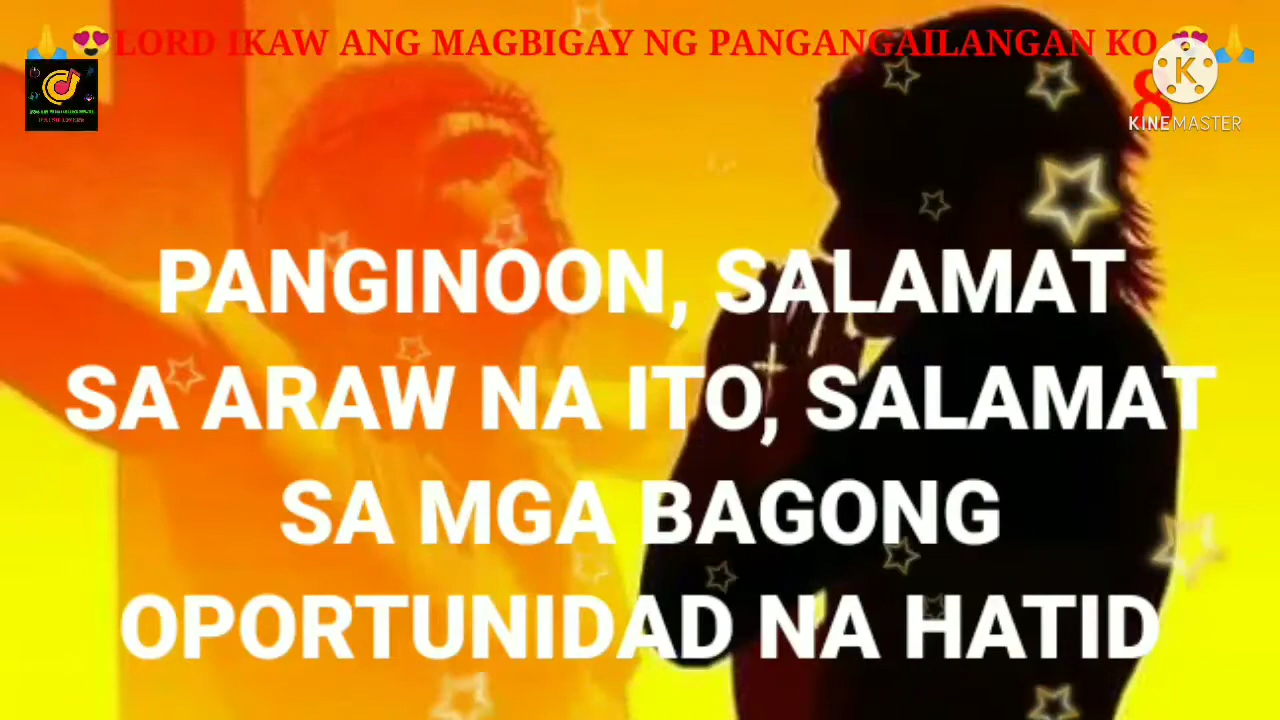 🙏😍LORD IKAW ANG MAGBIGAY NG PANGANGAILANGAN KO 😍🙏
8
K
KINEMASTER
PANGINOON, SALAMAT
SA ARAW NA ITO, SALAMAT
SA MGA BAGONG
OPORTUNIDAD NA HATID